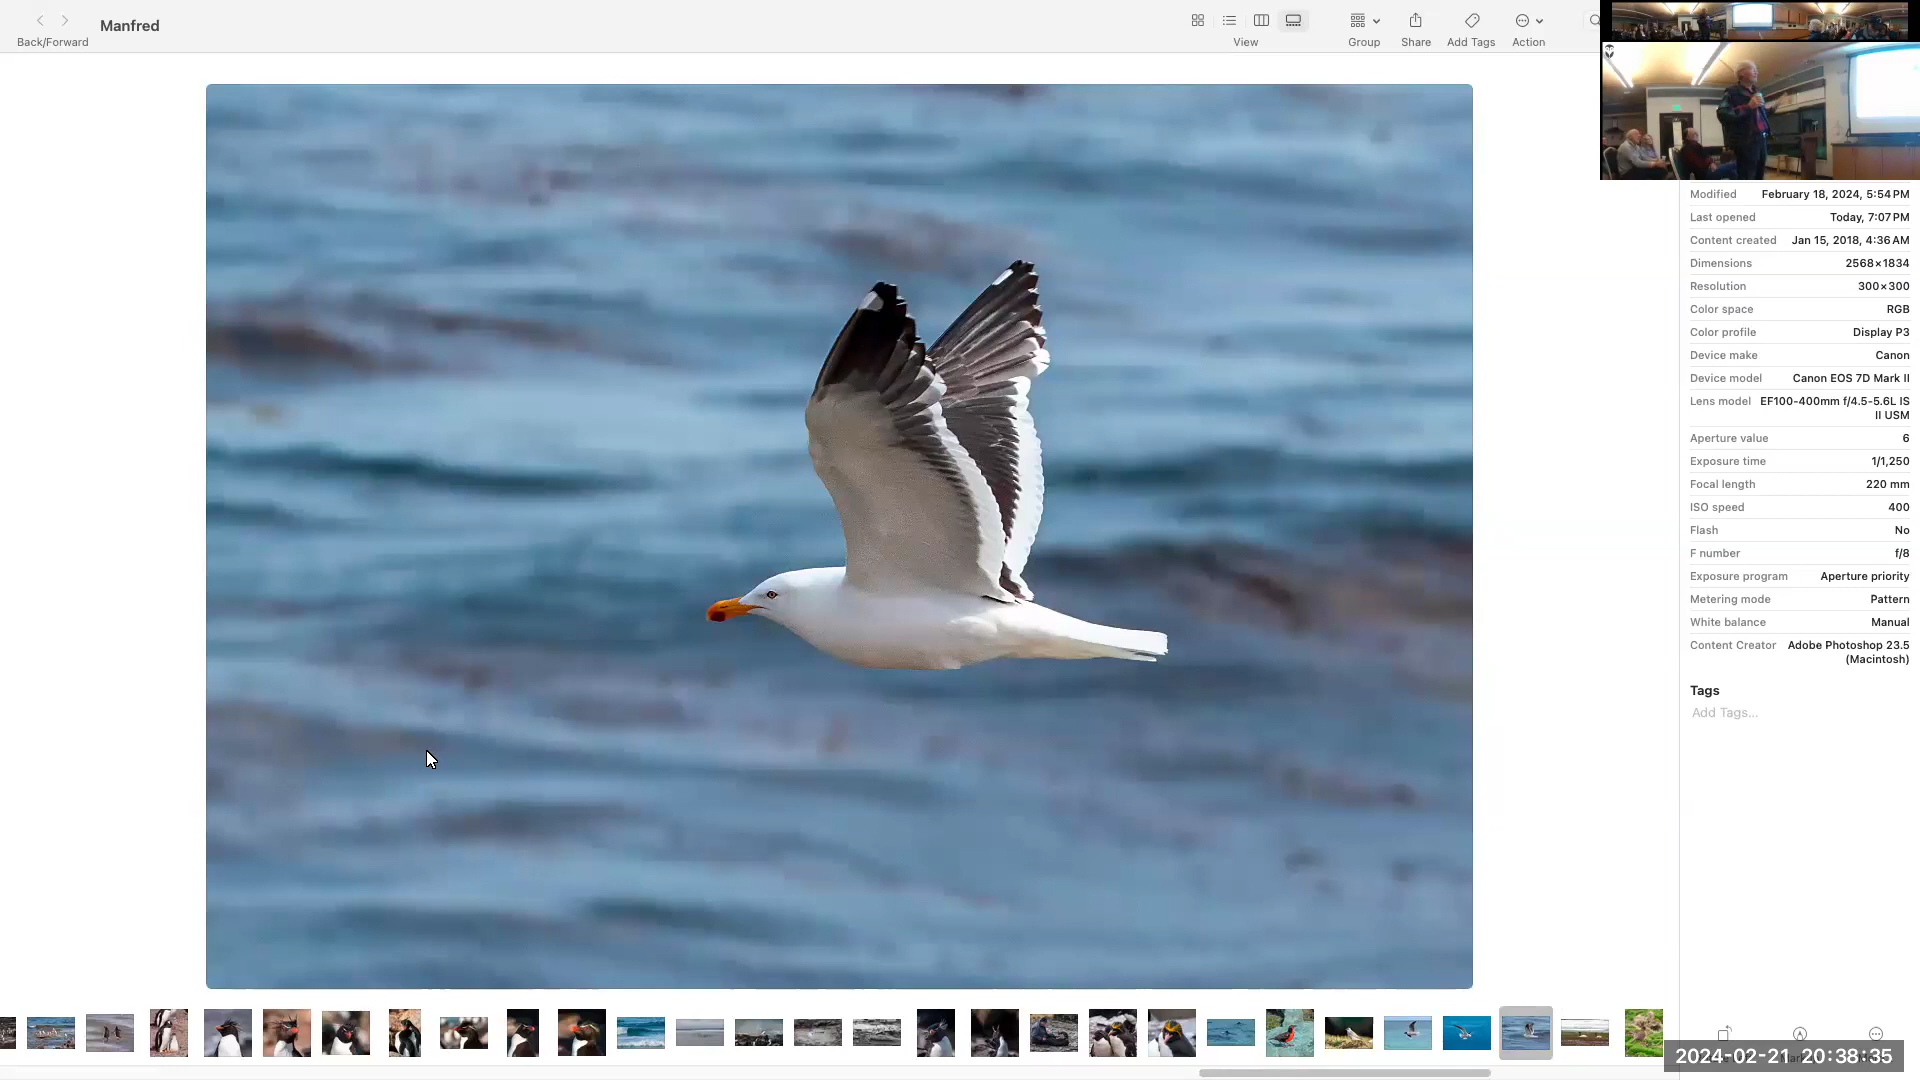 Manfred
Back/Forward
View
Group
Share
Add Tags
Action
Modified February 18, 2024, 5:54 PM
Last opened Today, 7:07 PM
Content created Jan 15, 2018, 4:36 AM
Dimensions 2568×1834
Resolution 300×300
Color space RGB
Color profile Display P3
Device make Canon
Device model Canon EOS 7D Mark II
Lens model EF100-400mm f/4.5-5.6L IS
II USM
Aperture value 6
Exposure time 1/1,250
Focal length 220 mm
ISO speed 400
Flash No
F number f/8
Exposure program Aperture priority
Metering mode Pattern
White balance Manual
Content Creator Adobe Photoshop 23.5
(Macintosh)
Tags
Add Tags...
2024-02-21 20:38:35